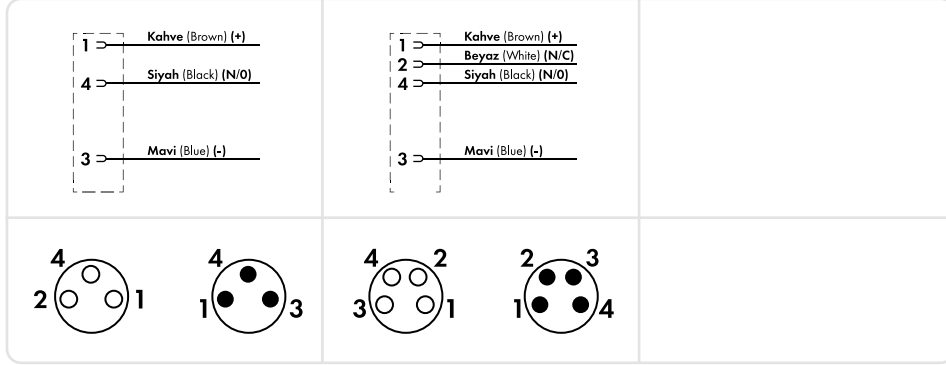 1 Kahve (Brown) (+)
4 Siyah (Black) (N/0)
3 Mavi (Blue) (-)
1 Kahve (Brown) (+)
2 Beyaz (White) (N/C)
4 Siyah (Black) (N/0)
3 Mavi (Blue) (-)
4
2 1
4
1 3
4 2
3 1
2 3
1 4